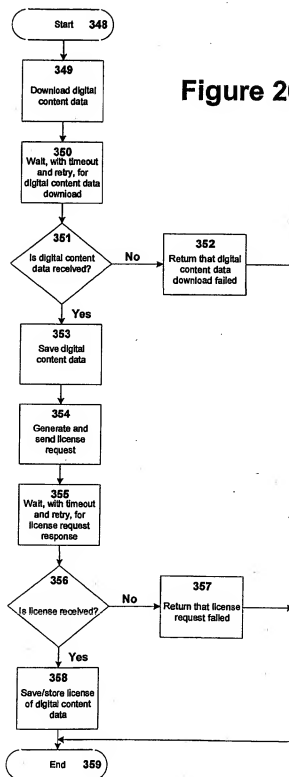 Start 348
349
Download digital
content data
Figure 20
350
Wait, with timeout
and retry, for
digital content data
download
351
Is digital content
data received?
No
352
Return that digital
content data
download failed
Yes
353
Save digital
content data
354
Generate and
send license
request
355
Wait, with timeout
and retry, for
license request
response
356
Is license received?
No
357
Return that license
request failed
Yes
358
Save/store license
of digital content
data
End 359